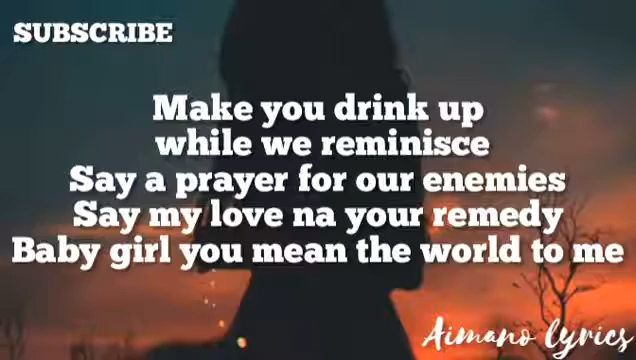 SUBSCRIBE
Make you drink up
while we reminisce
Say a prayer for our enemies
Say my love na your remedy
Baby girl you mean the world to me
Aimano lyrics